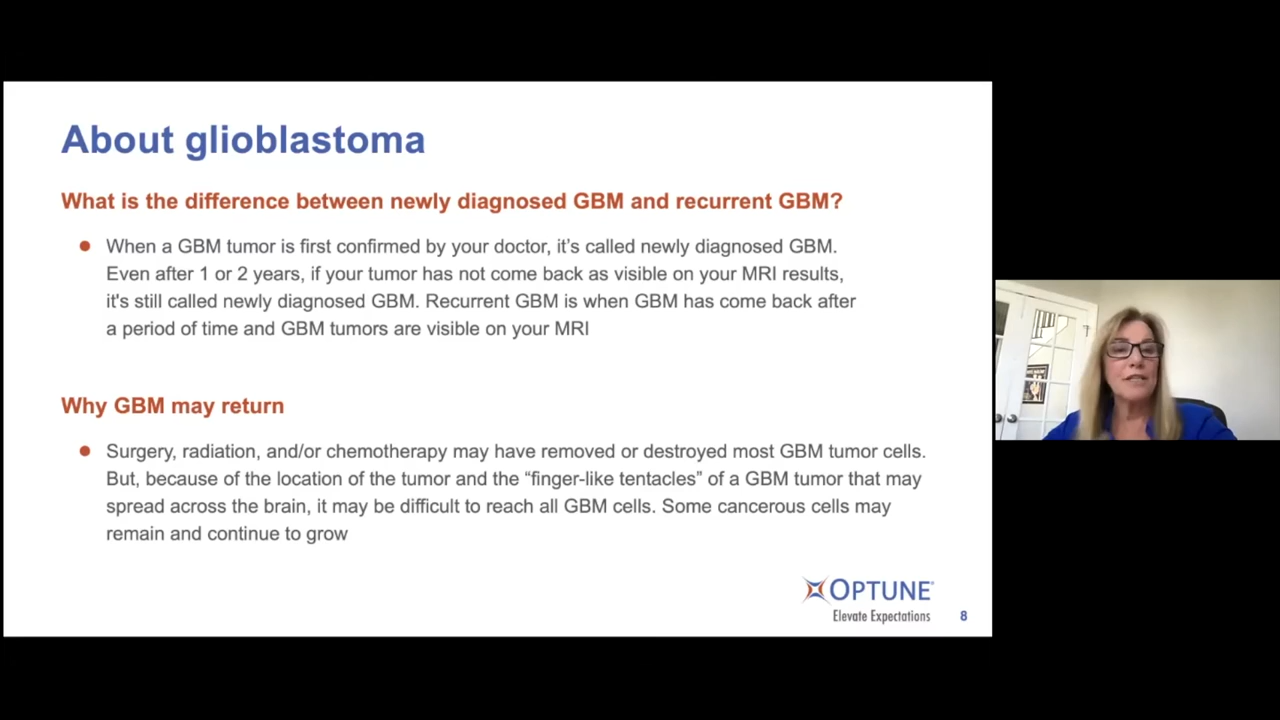 About glioblastoma
What is the difference between newly diagnosed GBM and recurrent GBM?
● When a GBM tumor is first confirmed by your doctor, it’s called newly diagnosed GBM.
Even after 1 or 2 years, if your tumor has not come back as visible on your MRI results,
it's still called newly diagnosed GBM. Recurrent GBM is when GBM has come back after
a period of time and GBM tumors are visible on your MRI
Why GBM may return
● Surgery, radiation, and/or chemotherapy may have removed or destroyed most GBM tumor cells.
But, because of the location of the tumor and the “finger-like tentacles” of a GBM tumor that may
spread across the brain, it may be difficult to reach all GBM cells. Some cancerous cells may
remain and continue to grow
OPTUNE®
Elevate Expectations
8